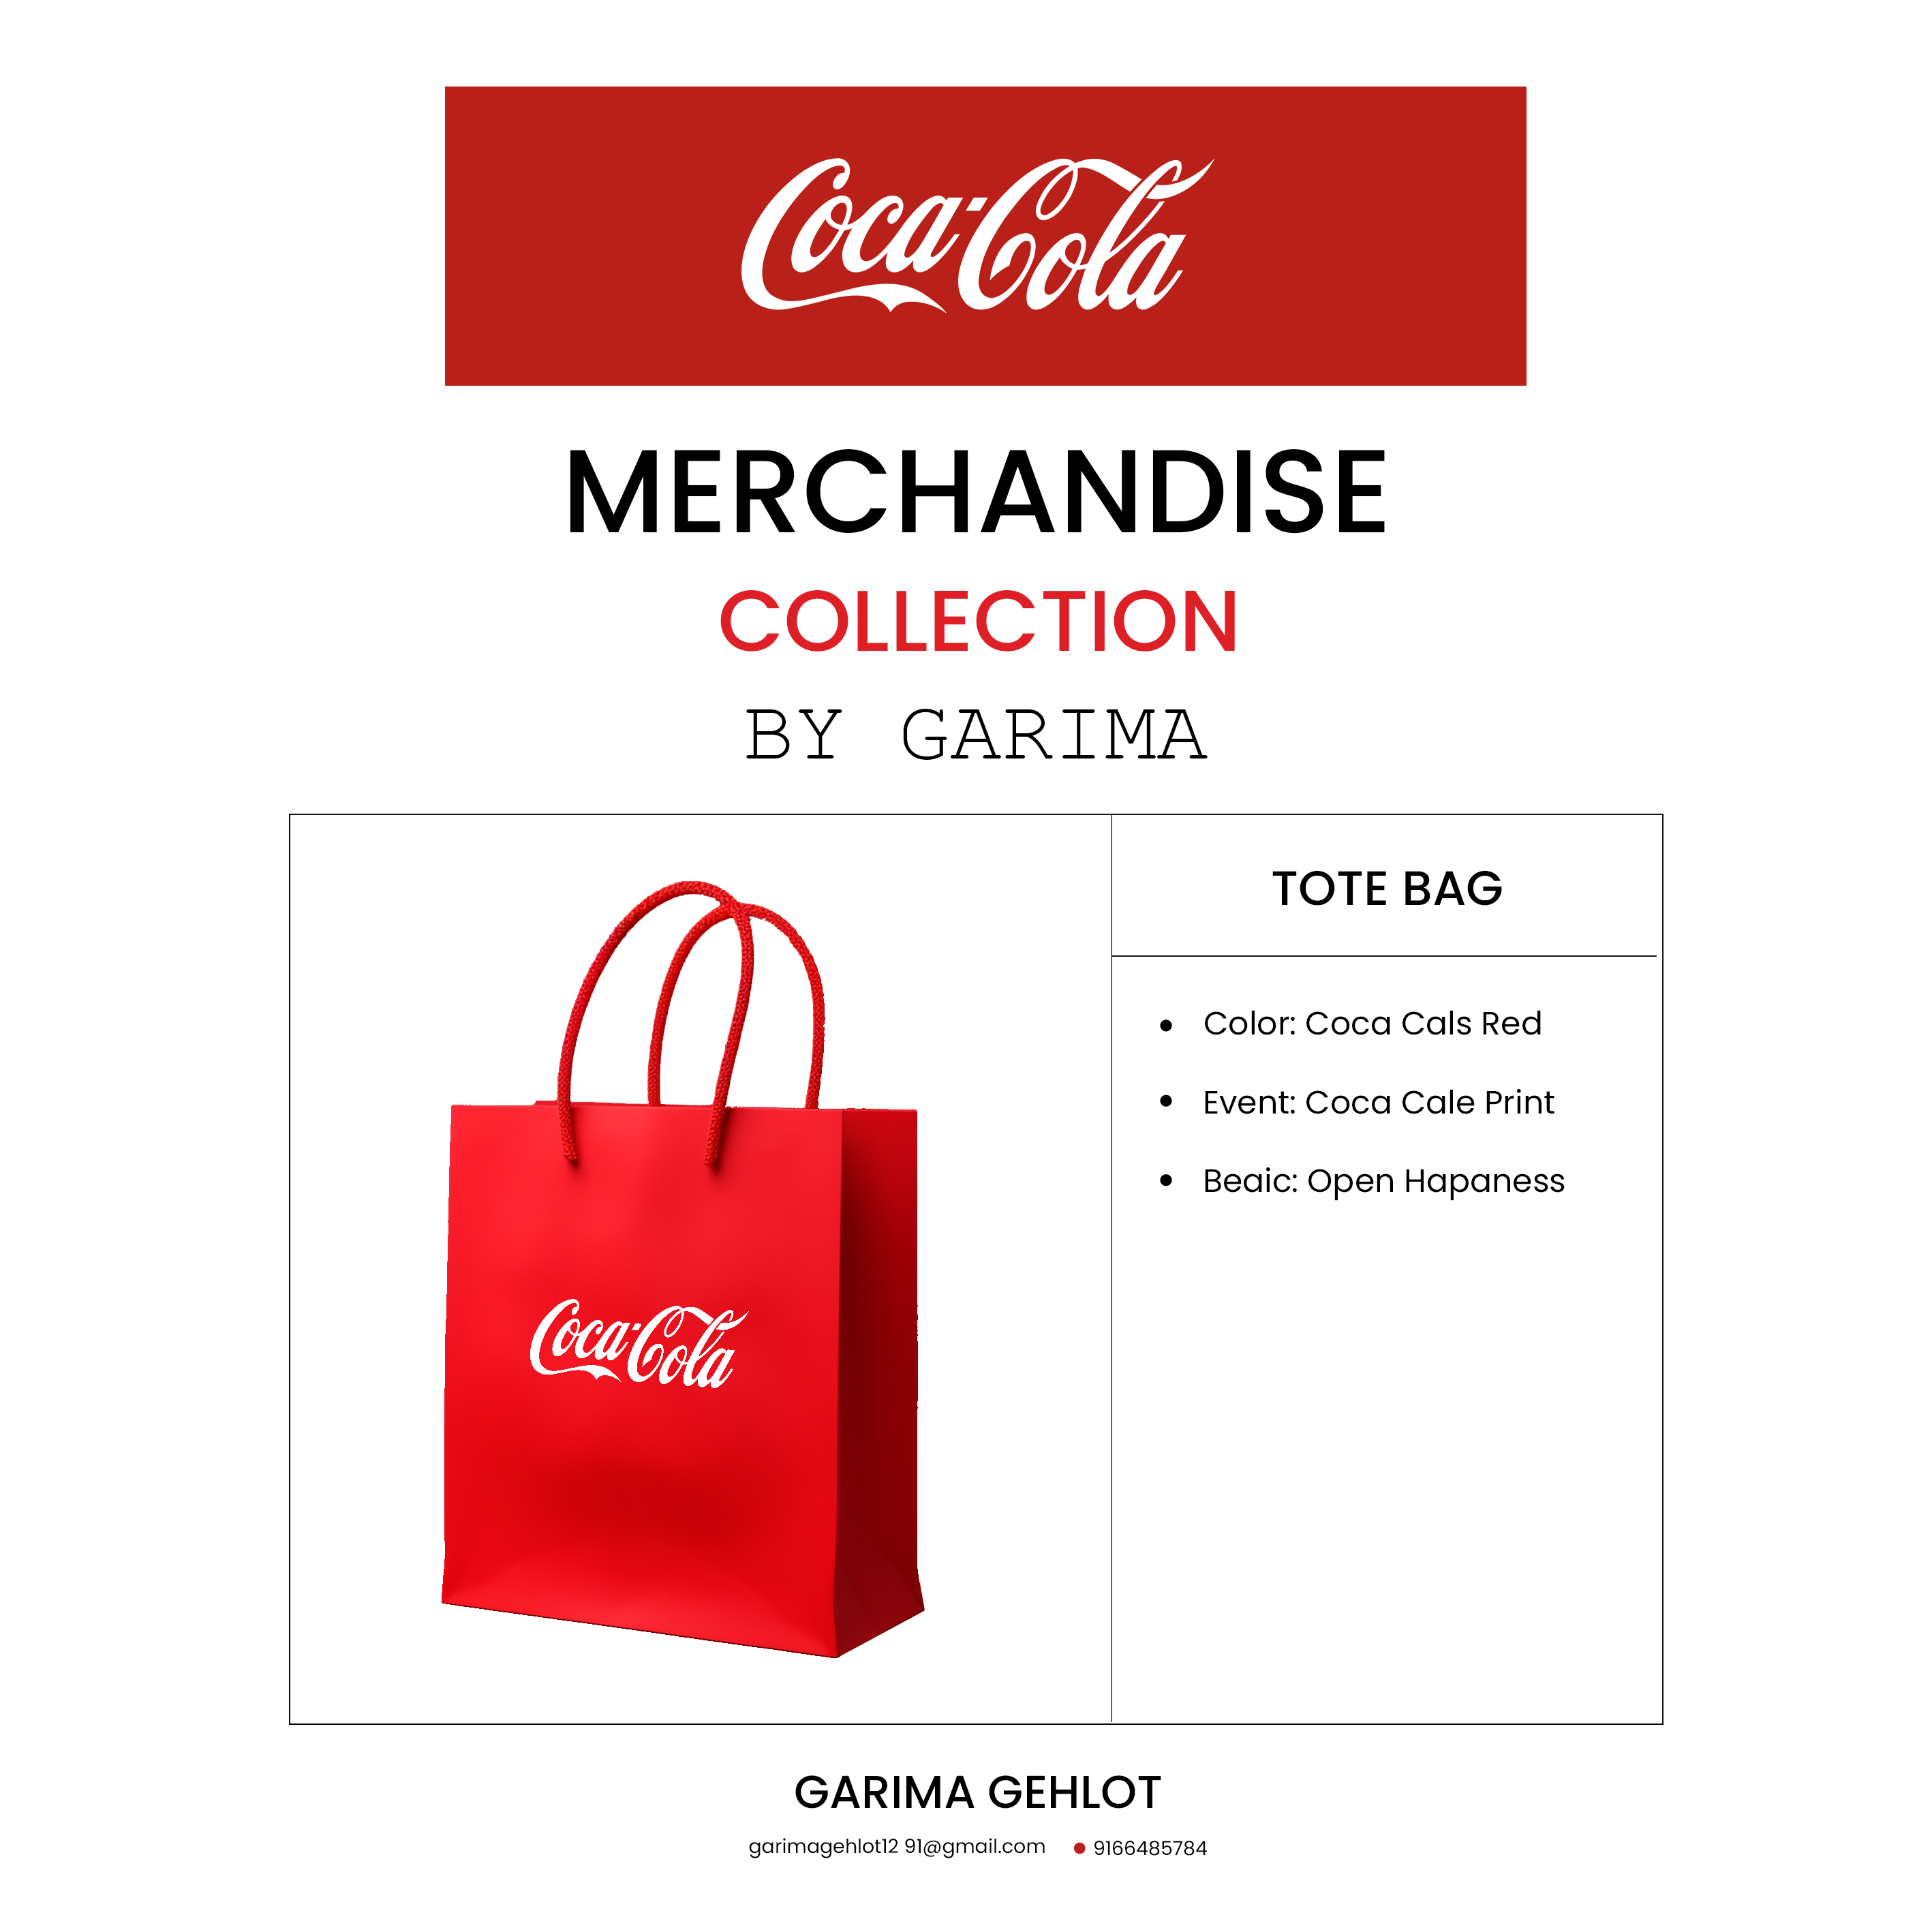 Coca-Cola
MERCHANDISE
COLLECTION
BY GARIMA
Coca-Cola
TOTE BAG
• Color: Coca Cals Red
• Event: Coca Cale Print
• Beaic: Open Hapaness
GARIMA GEHLOT
garimagehlot12 91@gmail.com • 9166485784